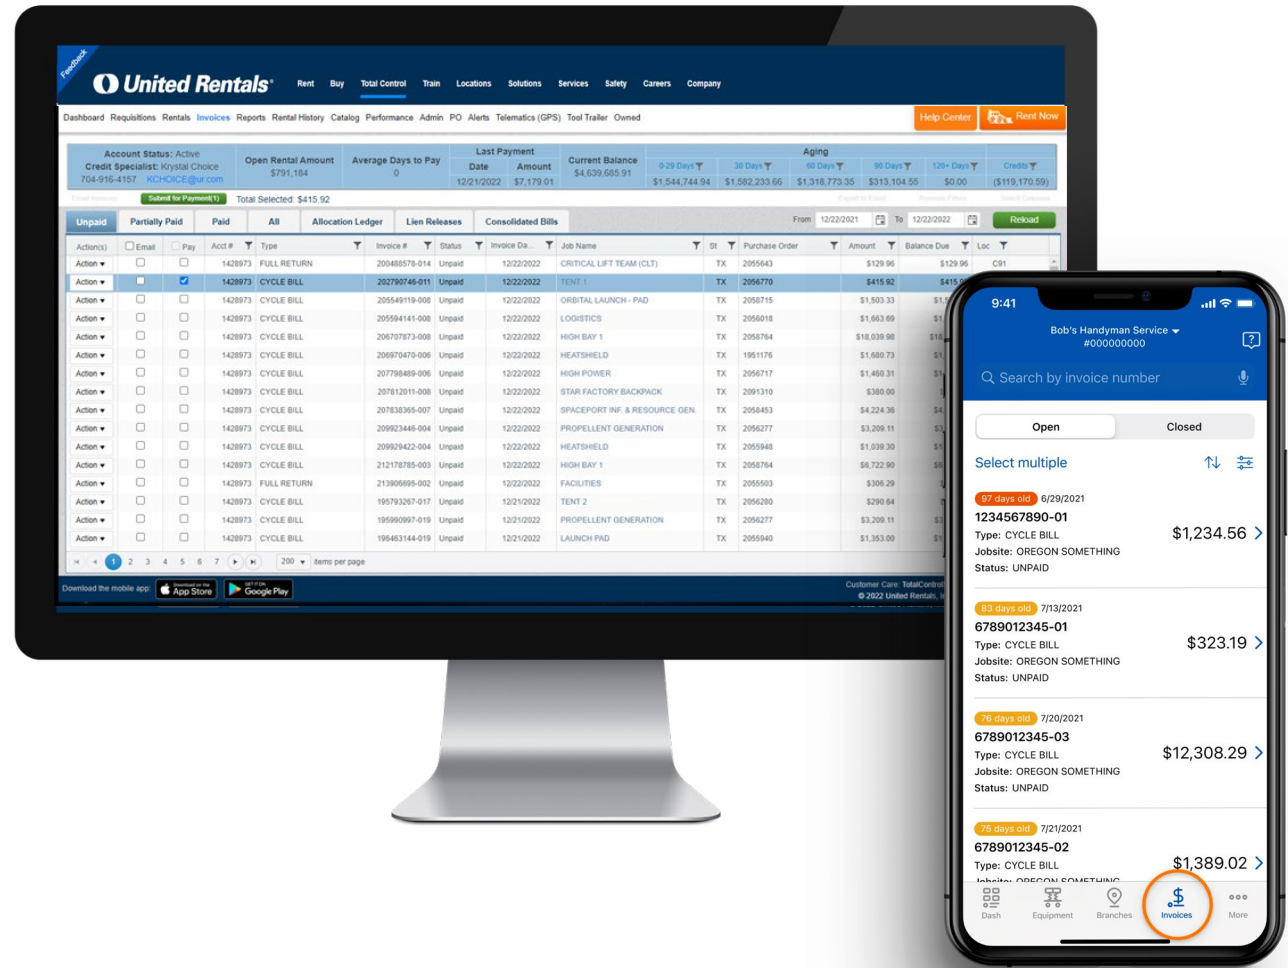 Feedback
United Rentals®
Rent Buy Total Control Train Locations Solutions Services Safety Careers Company
Dashboard Requisitions Rentals Invoices Reports Rental History Catalog Performance Admin PO Alerts Telematics (GPS) Tool Trailer Owned
Help Center Rent Now
Account Status: Active
Credit Specialist: Krystal Choice
704-916-4157 KCHOICE@ur.com
Open Rental Amount
$791,184
Average Days to Pay
0
Last Payment
Date Amount
12/21/2022 $7,179.01
Current Balance
$4,639,685.91
Aging
0-29 Days 30 Days 60 Days 90 Days 120+ Days Credits
$1,544,744.94 $1,582,233.66 $1,318,773.35 $313,104.55 $0.00 ($119,170.59)
Submit for Payment(1) Total Selected: $415.92
Unpaid Partially Paid Paid All Allocation Ledger Lien Releases Consolidated Bills
From 12/22/2021 To 12/22/2022 Reload
Action(s) Email Pay Acct # Type Invoice # Status Invoice Da... Job Name St Purchase Order Amount Balance Due Loc
Action 1428973 FULL RETURN 200488578-014 Unpaid 12/22/2022 CRITICAL LIFT TEAM (CLT) TX 2055643 $129.96 $129.96 C91
Action 1428973 CYCLE BILL 202790746-011 Unpaid 12/22/2022 TENT 1 TX 2056770 $415.92 $415.9
Action 1428973 CYCLE BILL 205549119-008 Unpaid 12/22/2022 ORBITAL LAUNCH - PAD TX 2058715 $1,503.33
Action 1428973 CYCLE BILL 205594141-008 Unpaid 12/22/2022 LOGISTICS TX 2056018 $1,663.69
Action 1428973 CYCLE BILL 206707873-008 Unpaid 12/22/2022 HIGH BAY 1 TX 2058764 $18,039.98
Action 1428973 CYCLE BILL 206970470-006 Unpaid 12/22/2022 HEATSHIELD TX 1951176 $1,680.73
Action 1428973 CYCLE BILL 207798489-006 Unpaid 12/22/2022 HIGH POWER TX 2056717 $1,460.31
Action 1428973 CYCLE BILL 207812011-008 Unpaid 12/22/2022 STAR FACTORY BACKPACK TX 2091310 $380.00
Action 1428973 CYCLE BILL 207838365-007 Unpaid 12/22/2022 SPACEPORT INF. & RESOURCE GEN. TX 2058453 $4,224.36
Action 1428973 CYCLE BILL 209923446-004 Unpaid 12/22/2022 PROPELLENT GENERATION TX 2056277 $3,209.11
Action 1428973 CYCLE BILL 209929422-004 Unpaid 12/22/2022 HEATSHIELD TX 2055948 $1,039.30
Action 1428973 CYCLE BILL 212178785-003 Unpaid 12/22/2022 HIGH BAY 1 TX 2058764 $6,722.90
Action 1428973 FULL RETURN 213906695-002 Unpaid 12/22/2022 FACILITIES TX 2055503 $306.29
Action 1428973 CYCLE BILL 195793267-017 Unpaid 12/21/2022 TENT 2 TX 2056280 $290.64
Action 1428973 CYCLE BILL 195990997-019 Unpaid 12/21/2022 PROPELLENT GENERATION TX 2056277 $3,209.11
Action 1428973 CYCLE BILL 196463144-019 Unpaid 12/21/2022 LAUNCH PAD TX 2055940 $1,353.00
1 2 3 4 5 6 7 200 items per page
Download the mobile app: Download on the App Store GET IT ON Google Play
Customer Care: TotalControl
© 2022 United Rentals, In
9:41
Bob's Handyman Service
#000000000
Search by invoice number
Open Closed
Select multiple
97 days old 6/29/2021
1234567890-01
Type: CYCLE BILL
$1,234.56
Jobsite: OREGON SOMETHING
Status: UNPAID
83 days old 7/13/2021
6789012345-01
Type: CYCLE BILL
$323.19
Jobsite: OREGON SOMETHING
Status: UNPAID
76 days old 7/20/2021
6789012345-03
Type: CYCLE BILL
$12,308.29
Jobsite: OREGON SOMETHING
Status: UNPAID
75 days old 7/21/2021
6789012345-02
Type: CYCLE BILL
$1,389.02
Jobsite: OREGON SOMETHING
Dash Equipment Branches Invoices More